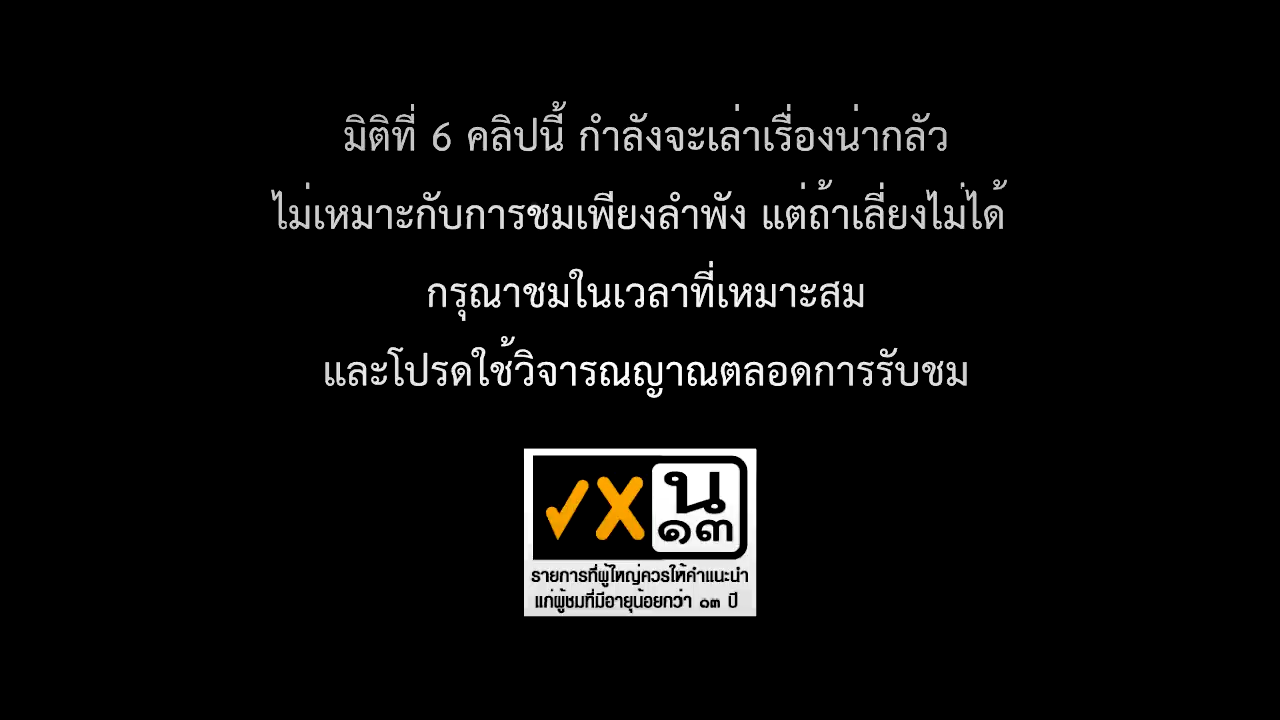 มิติที่ 6 คลิปนี้ กำลังจะเล่าเรื่องน่ากลัว
ไม่เหมาะกับการชมเพียงลำพัง แต่ถ้าเลี่ยงไม่ได้
กรุณาชมในเวลาที่เหมาะสม
และโปรดใช้วิจารณญาณตลอดการรับชม
น
๑๓
รายการที่ผู้ใหญ่ควรให้คำแนะนำ
แก่ผู้ชมที่มีอายุน้อยกว่า ๑๓ ปี